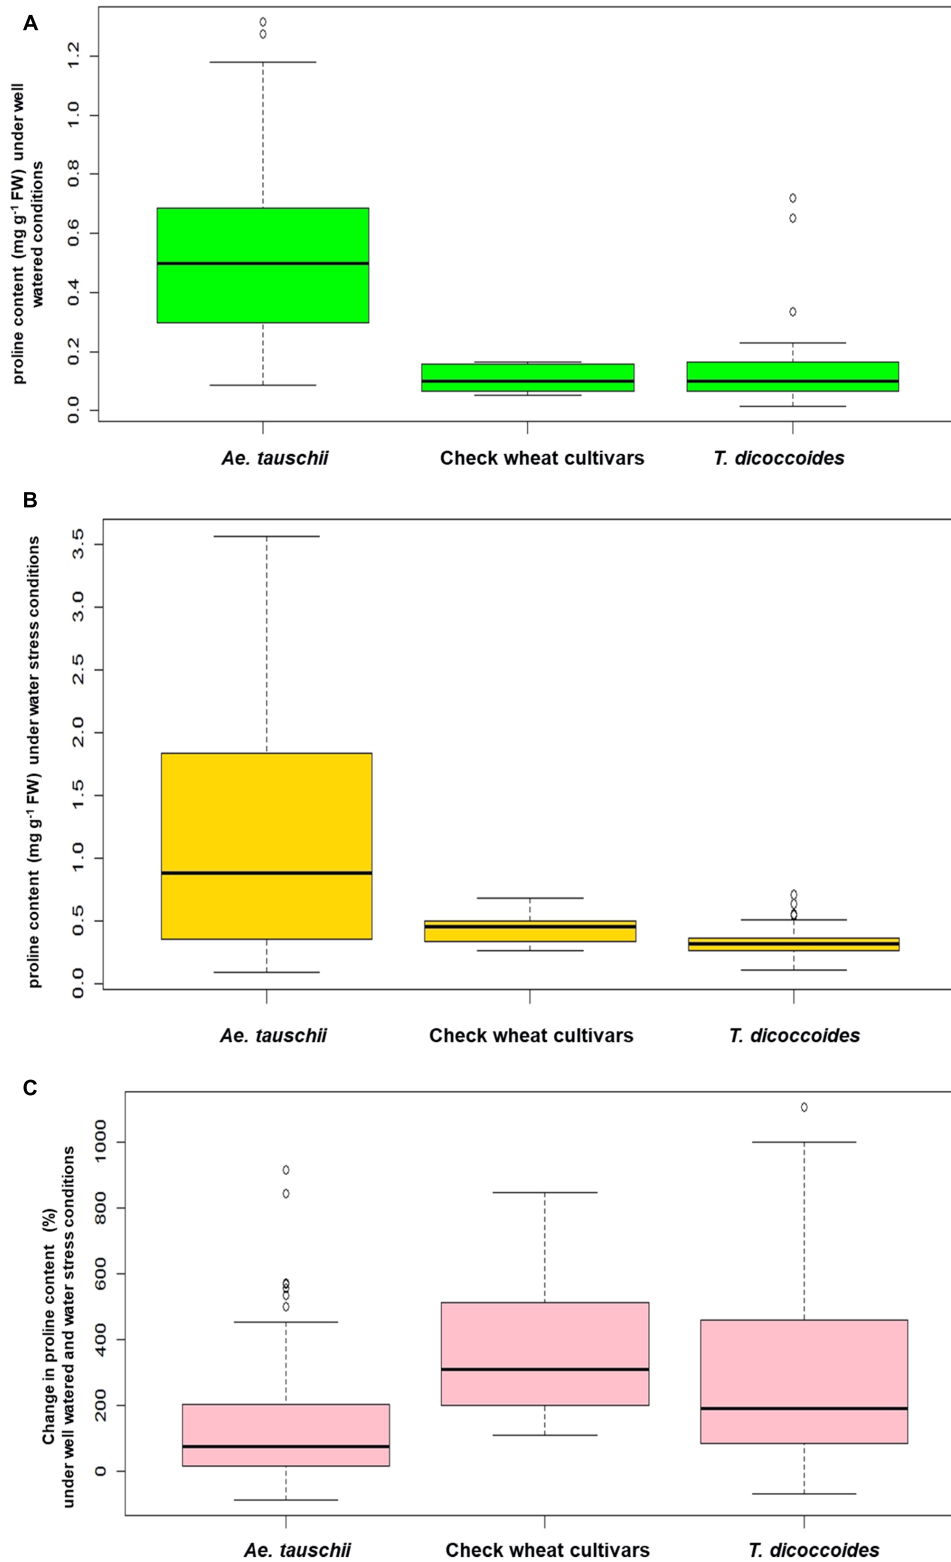 A
proline content (mg g-1 FW) under well
watered conditions
1.2
1.0
0.8
0.6
0.4
0.2
0.0
Ae. tauschii
Check wheat cultivars
T. dicoccoides
B
proline content (mg g-1 FW) under water stress conditions
3.5
3.0
2.5
2.0
1.5
1.0
0.5
0.0
Ae. tauschii
Check wheat cultivars
T. dicoccoides
C
Change in proline content (%)
under well watered and water stress conditions
1000
800
600
400
200
0
Ae. tauschii
Check wheat cultivars
T. dicoccoides